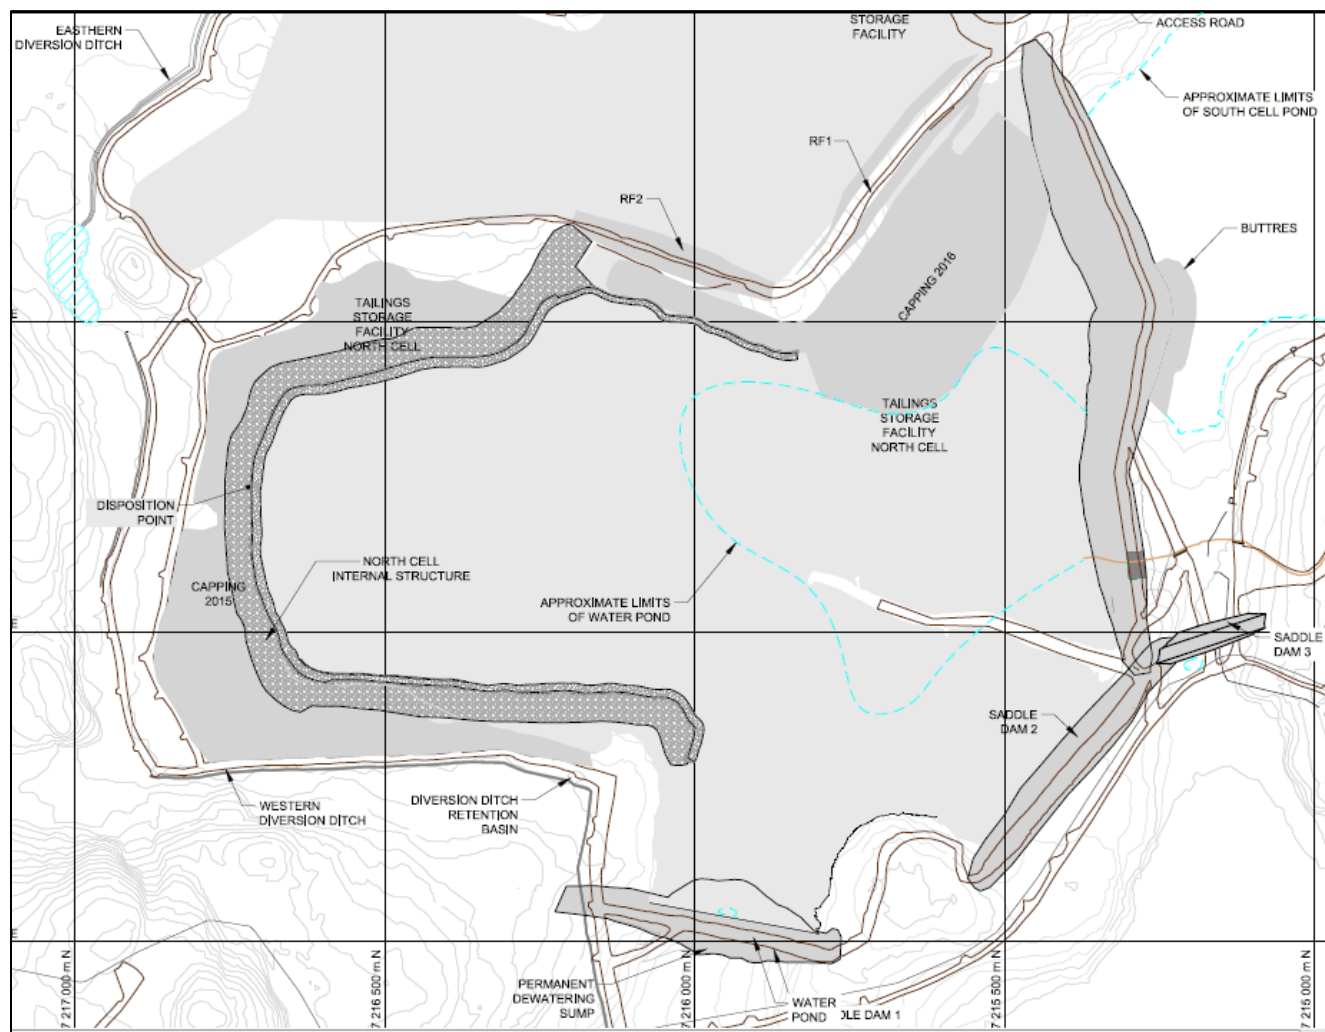 EASTHERN
DIVERSION DITCH
STORAGE
FACILITY
ACCESS ROAD
APPROXIMATE LIMITS
OF SOUTH CELL POND
RF1
RF2
BUTTRES
CAPPING 2016
TAILINGS
STORAGE
FACILITY
NORTH CELL
TAILINGS
STORAGE
FACILITY
NORTH CELL
DISPOSITION
POINT
NORTH CELL
INTERNAL STRUCTURE
CAPPING
2015
APPROXIMATE LIMITS
OF WATER POND
SADDLE
DAM 3
SADDLE
DAM 2
WESTERN
DIVERSION DITCH
DIVERSION DITCH
RETENTION
BASIN
PERMANENT
DEWATERING
SUMP
WATER
POND
DLE DAM 1
7 217 000 m N
7 216 500 m N
7 216 000 m N
7 215 500 m N
7 215 000 m N